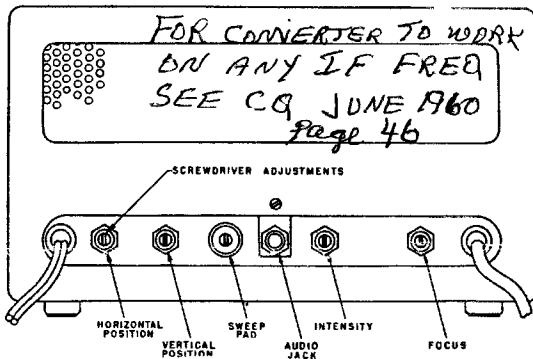 FOR CONVERTER TO WORK
ON ANY IF FREQ
SEE CQ JUNE 1960
Page 46
SCREWDRIVER ADJUSTMENTS
HORIZONTAL
POSITION
VERTICAL
POSITION
SWEEP
PAD
AUDIO
JACK
INTENSITY
FOCUS